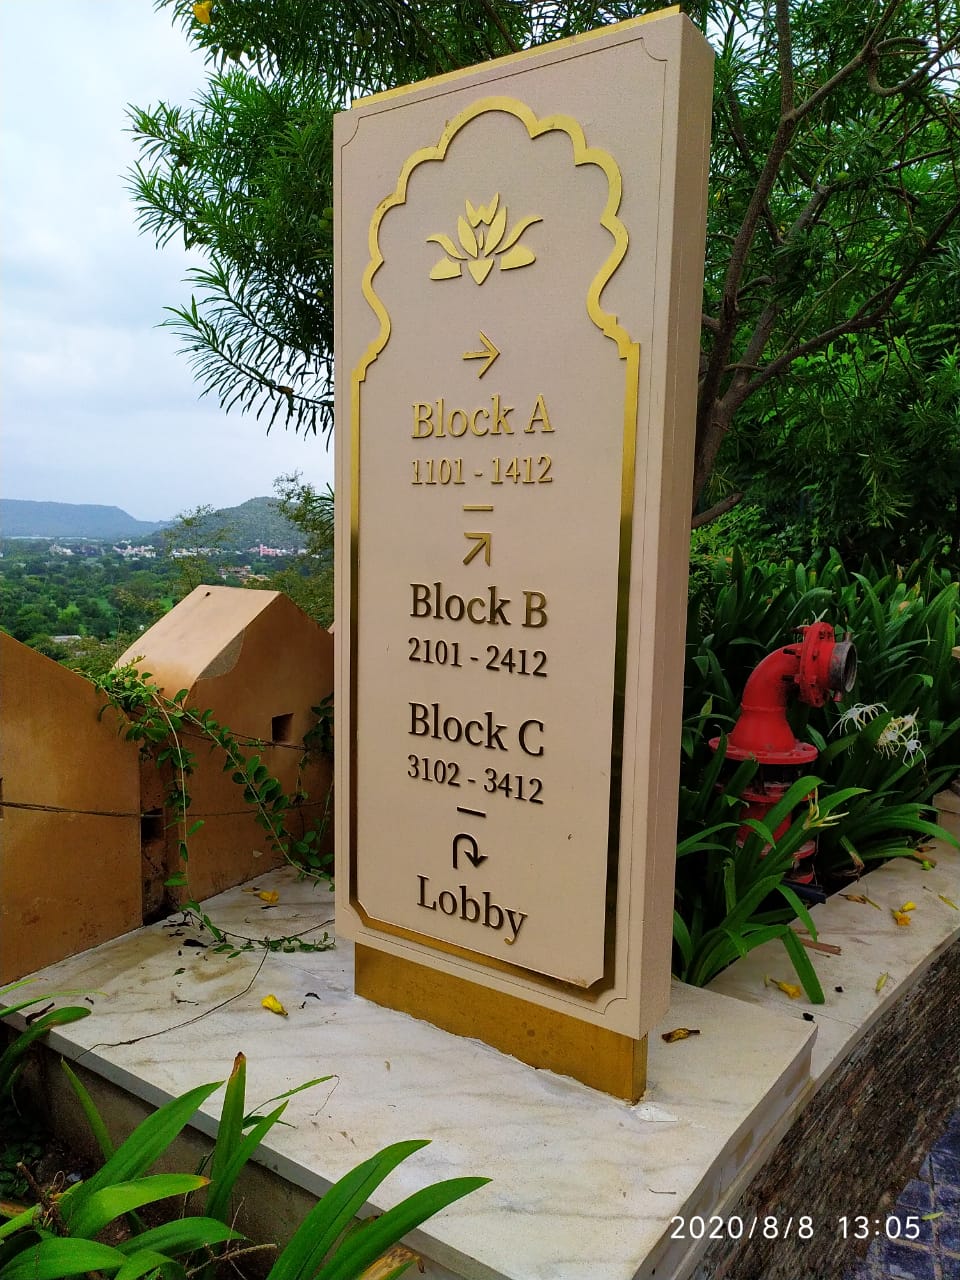 Block A
1101 - 1412
Block B
2101 - 2412
Block C
3102 - 3412
Lobby
2020/8/8 13:05